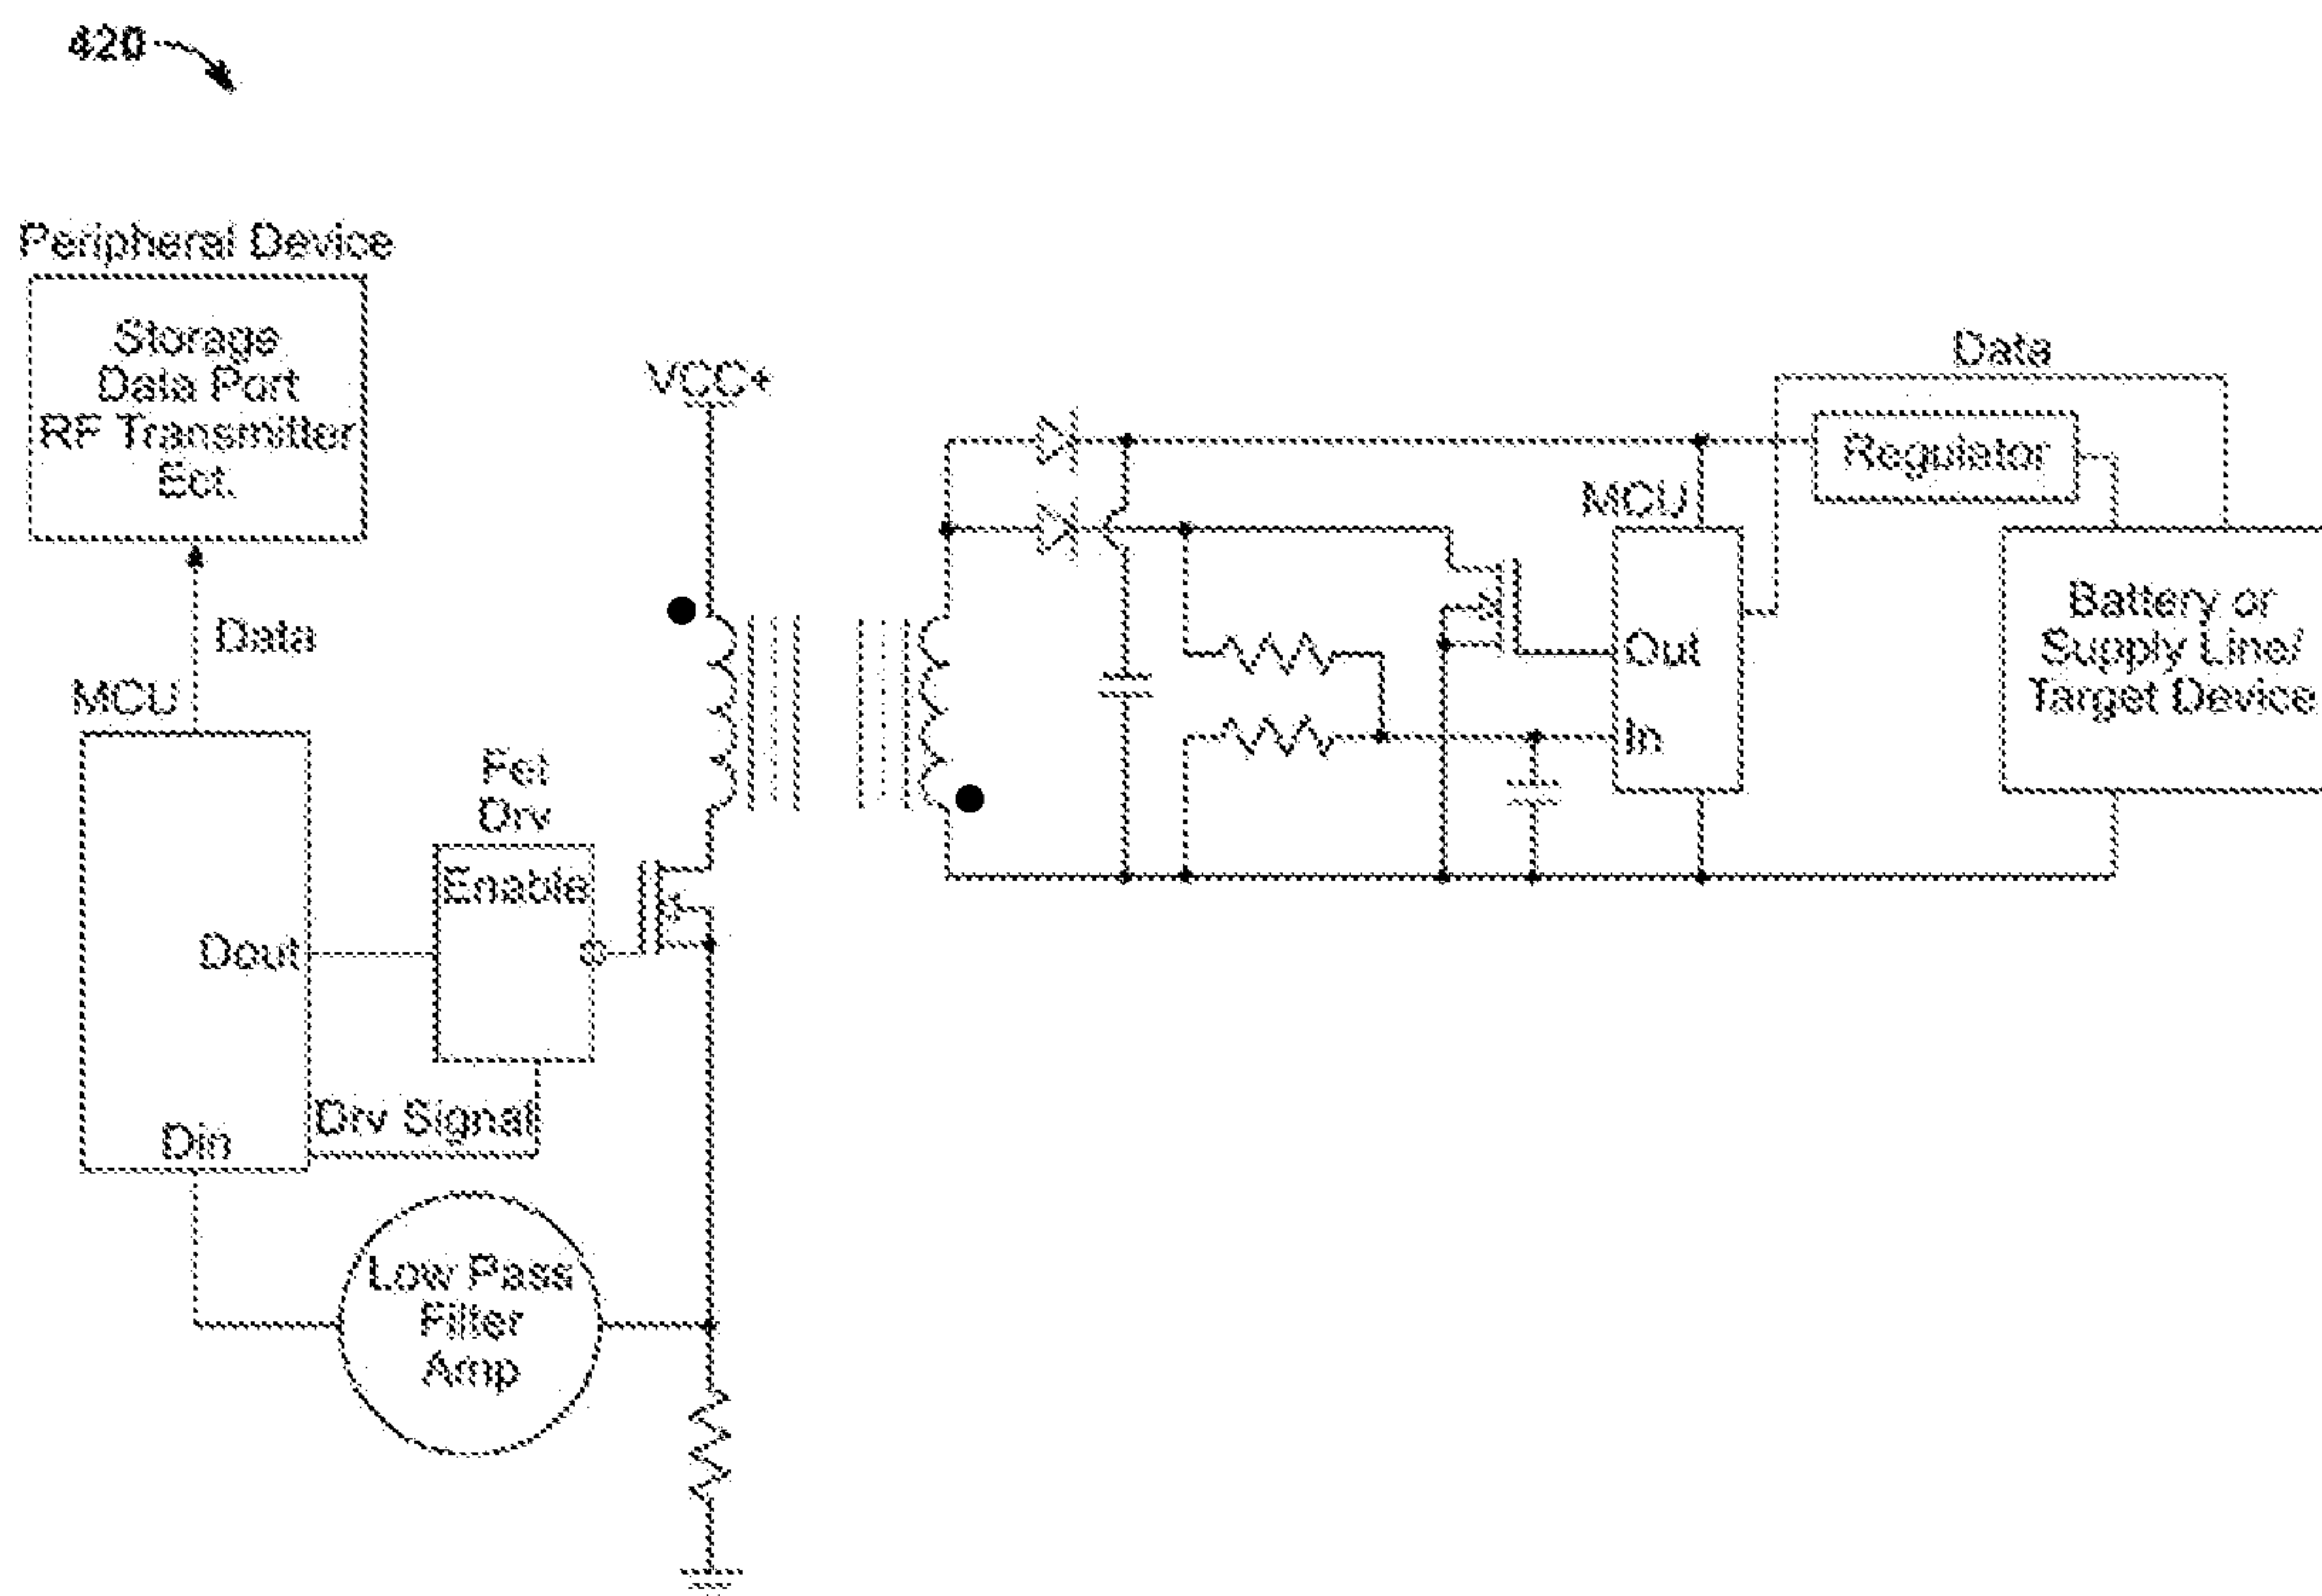 420
Peripheral Device
Storage
Data Port
RF Transmitter
Ect.
Data
MCU
Dout
Din
Fet
Drv
Enable
Drv Signal
Low Pass
Filter
Amp
VCC+
MCU
Out
In
Data
Regulator
Battery or
Supply Line/
Target Device